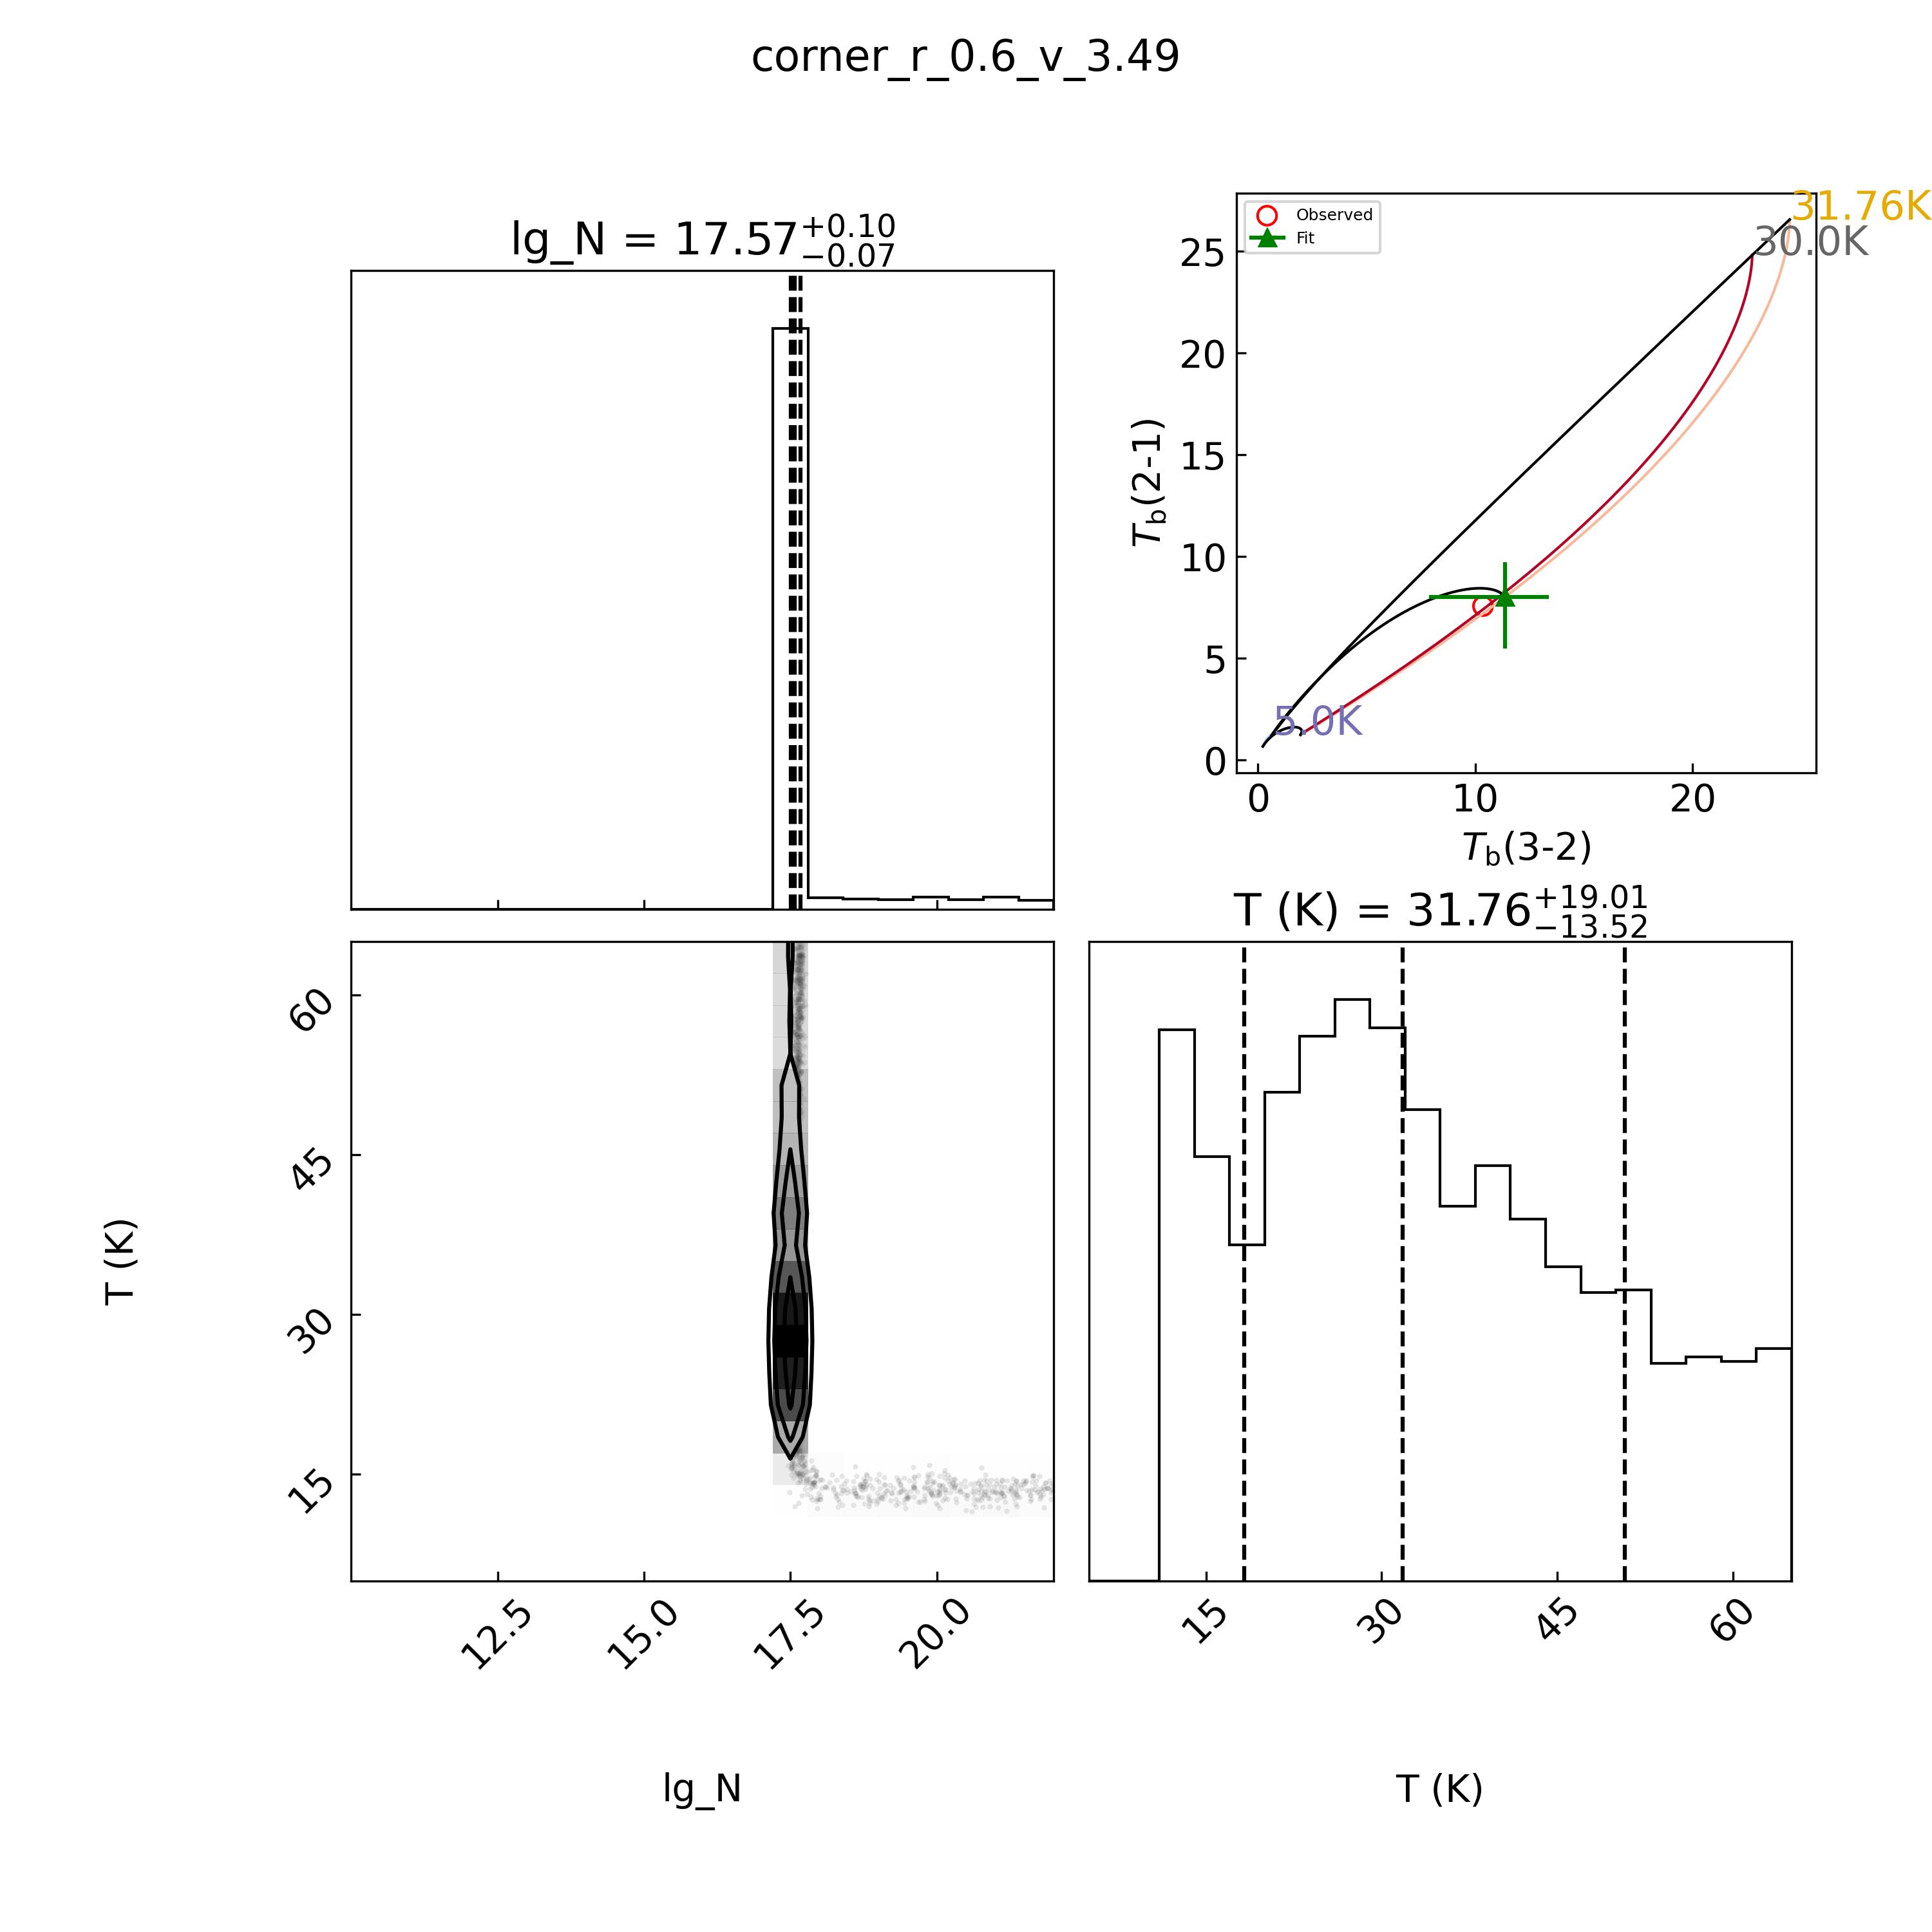 corner_r_0.6_v_3.49
lg_N = 17.57+0.10−0.07
31.76K
30.0K
Observed
Fit
25
20
15
10
5
0
5.0K
Tb(2-1)
0 10 20
Tb(3-2)
T (K) = 31.76+19.01−13.52
60
45
30
15
T (K)
12.5 15.0 17.5 20.0
15 30 45 60
lg_N
T (K)